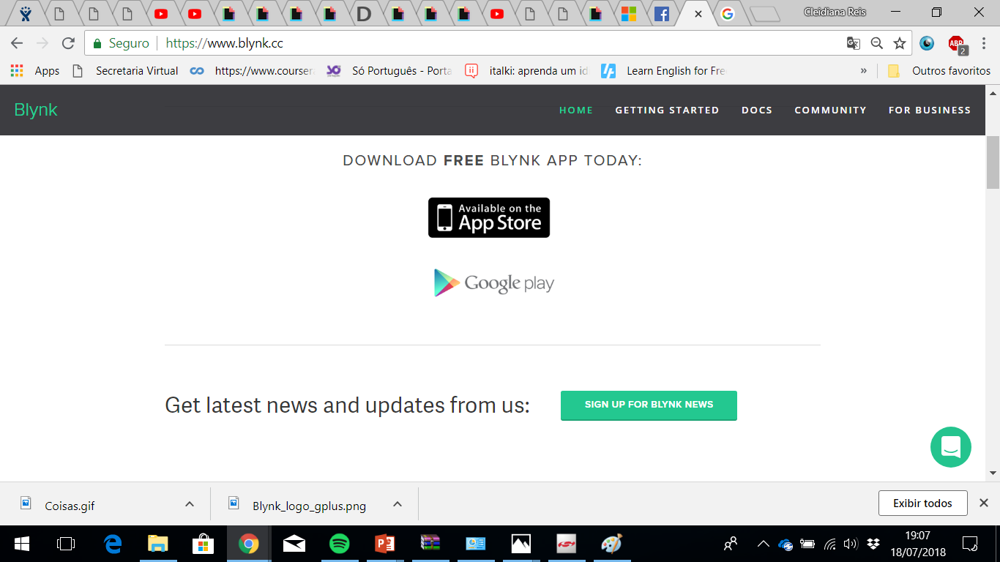 Cleidiana Reis
Seguro https://www.blynk.cc
Apps Secretaria Virtual https://www.courser Só Português - Porta italki: aprenda um id Learn English for Fre » Outros favoritos
Blynk HOME GETTING STARTED DOCS COMMUNITY FOR BUSINESS
DOWNLOAD FREE BLYNK APP TODAY:
Available on the
App Store
Google play
Get latest news and updates from us: SIGN UP FOR BLYNK NEWS
Coisas.gif Blynk_logo_gplus.png Exibir todos
19:07
18/07/2018